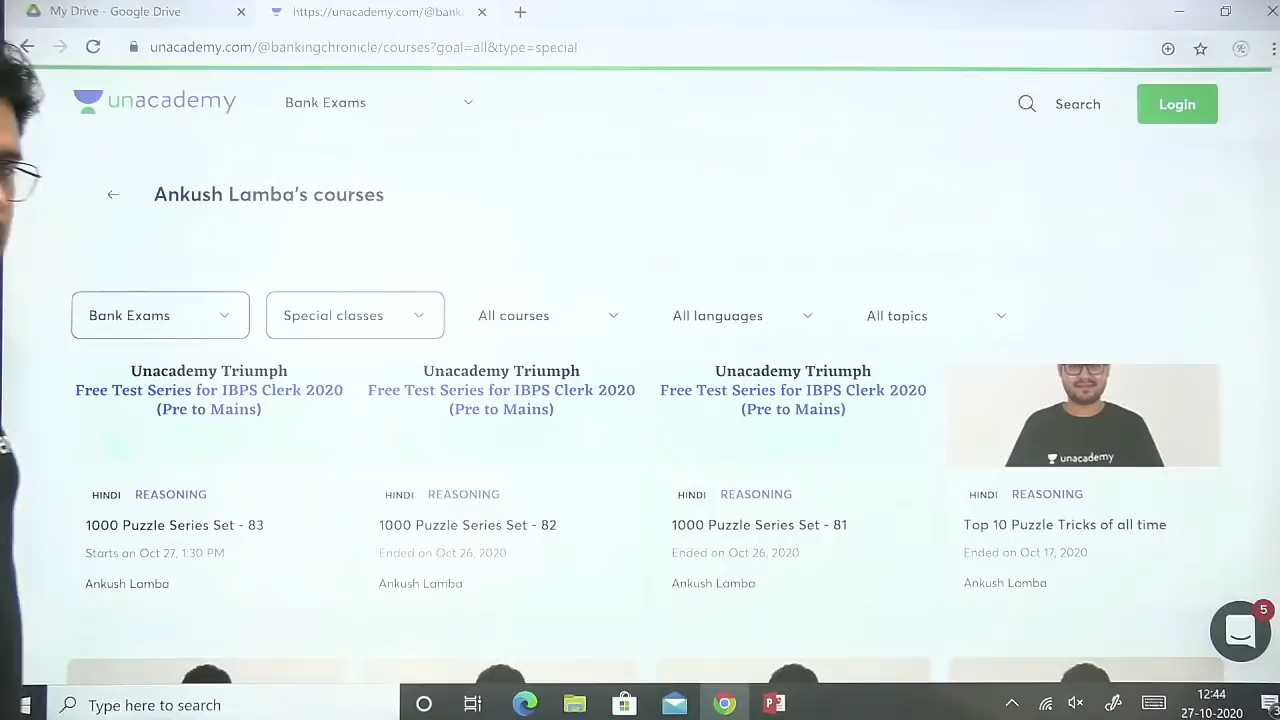 My Drive - Google Drive
https://unacademy.com/@bank
unacademy.com/@bankingchronicle/courses?goal=all&type=special
unacademy
Bank Exams
Search
Login
Ankush Lamba's courses
Bank Exams
Special classes
All courses
All languages
All topics
Unacademy Triumph
Free Test Series for IBPS Clerk 2020
(Pre to Mains)
Unacademy Triumph
Free Test Series for IBPS Clerk 2020
(Pre to Mains)
Unacademy Triumph
Free Test Series for IBPS Clerk 2020
(Pre to Mains)
unacademy
HINDI REASONING
1000 Puzzle Series Set - 83
Starts on Oct 27, 1:30 PM
Ankush Lamba
HINDI REASONING
1000 Puzzle Series Set - 82
Ended on Oct 26, 2020
Ankush Lamba
HINDI REASONING
1000 Puzzle Series Set - 81
Ended on Oct 26, 2020
Ankush Lamba
HINDI REASONING
Top 10 Puzzle Tricks of all time
Ended on Oct 17, 2020
Ankush Lamba
5
Type here to search
12:44
27-10-2020